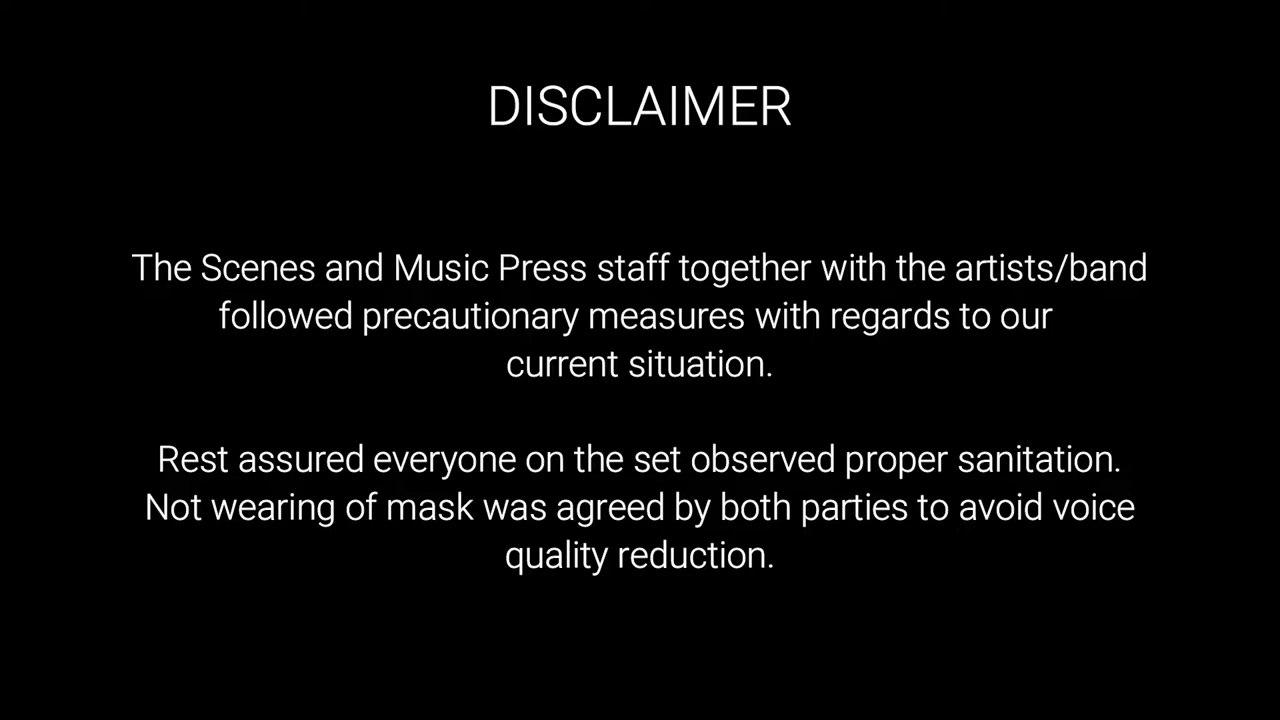 DISCLAIMER
The Scenes and Music Press staff together with the artists/band
followed precautionary measures with regards to our
current situation.
Rest assured everyone on the set observed proper sanitation.
Not wearing of mask was agreed by both parties to avoid voice
quality reduction.